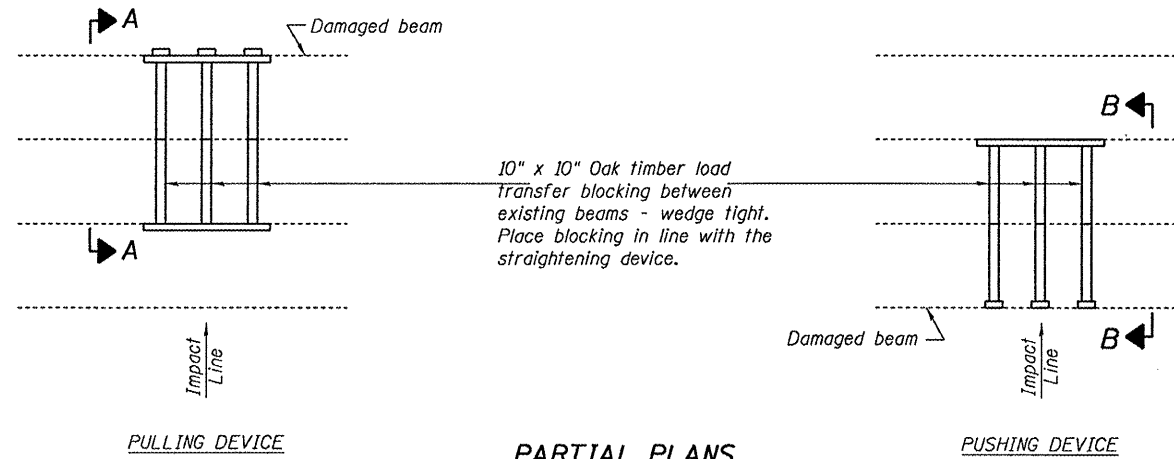 A
Damaged beam
B
10" x 10" Oak timber load
transfer blocking between
existing beams - wedge tight.
Place blocking in line with the
straightening device.
A
Damaged beam
B
Impact
Line
Impact
Line
PULLING DEVICE
PARTIAL PLANS
PUSHING DEVICE